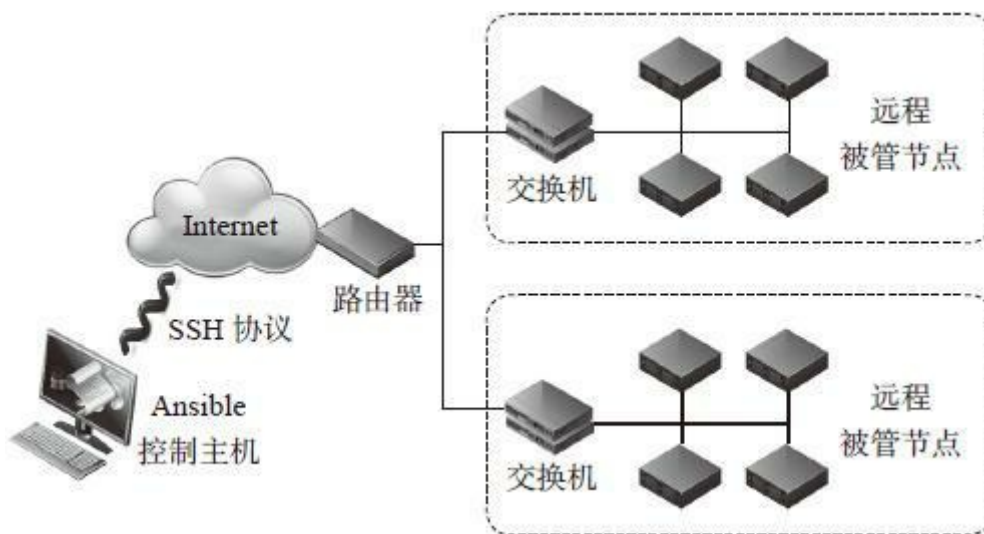 Internet
路由器
SSH 协议
Ansible
控制主机
交换机
远程
被管节点
交换机
远程
被管节点